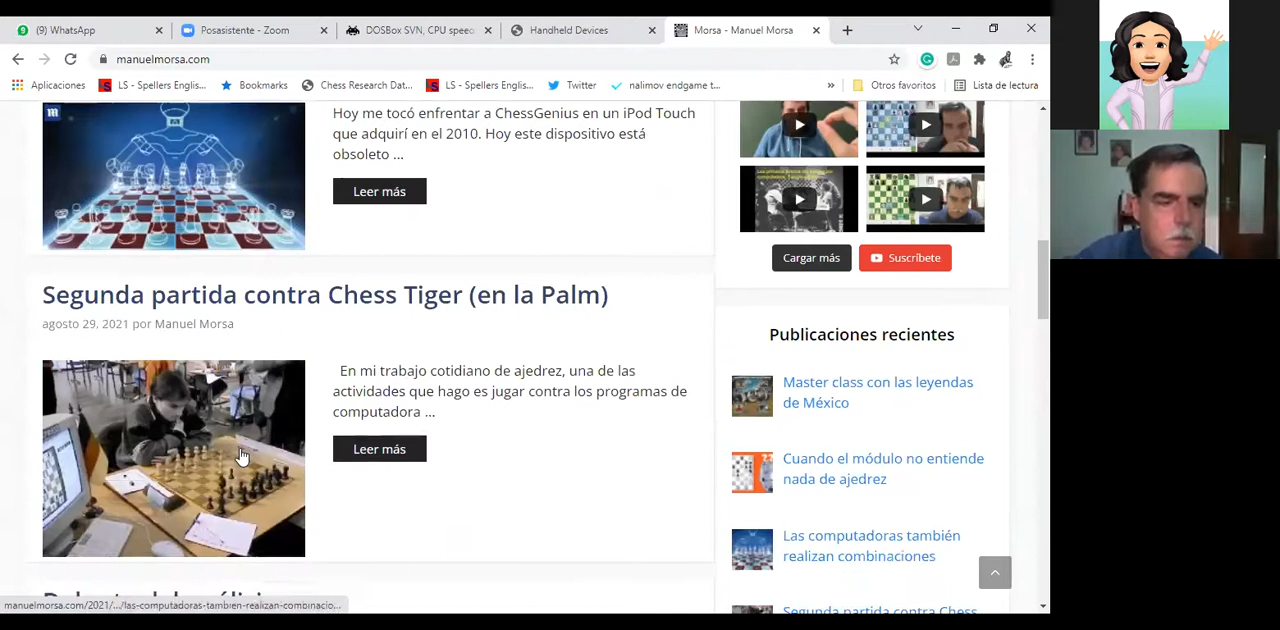 (9) WhatsApp
Posasistente - Zoom
DOSBox SVN, CPU speed
Handheld Devices
Morsa - Manuel Morsa
manuelmorsa.com
Aplicaciones
LS - Spellers Englis...
Bookmarks
Chess Research Dat...
LS - Spellers Englis...
Twitter
nalimov endgame t...
»
Otros favoritos
Lista de lectura
Hoy me tocó enfrentar a ChessGenius en un iPod Touch
que adquirí en el 2010. Hoy este dispositivo está
obsoleto ...
Leer más
Segunda partida contra Chess Tiger (en la Palm)
agosto 29, 2021 por Manuel Morsa
En mi trabajo cotidiano de ajedrez, una de las
actividades que hago es jugar contra los programas de
computadora ...
Leer más
manuelmorsa.com/2021/.../las-computadoras-tambien-realizan-combinacio...
Cargar más
Suscríbete
Publicaciones recientes
Master class con las leyendas
de México
Cuando el módulo no entiende
nada de ajedrez
Las computadoras también
realizan combinaciones
Segunda partida contra Chess